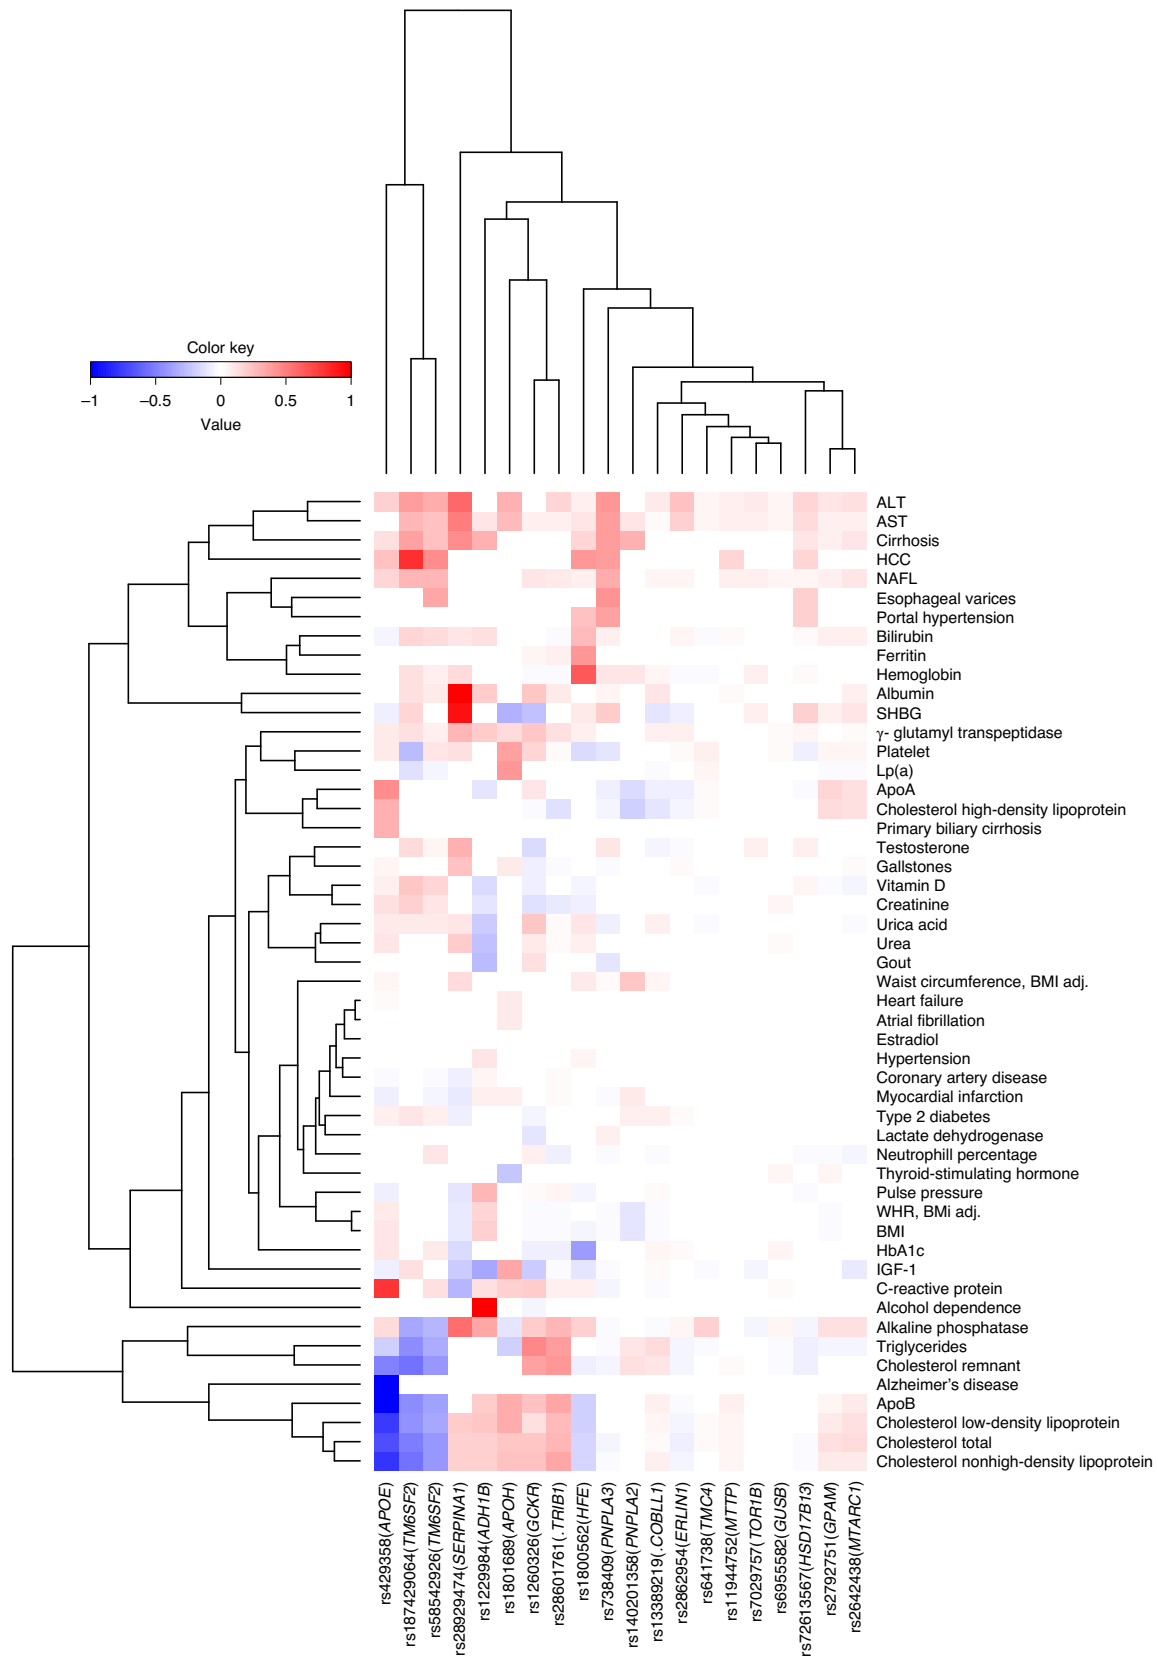 Color key
−1
−0.5
0
0.5
1
Value
ALT
AST
Cirrhosis
HCC
NAFL
Esophageal varices
Portal hypertension
Bilirubin
Ferritin
Hemoglobin
Albumin
SHBG
γ- glutamyl transpeptidase
Platelet
Lp(a)
ApoA
Cholesterol high-density lipoprotein
Primary biliary cirrhosis
Testosterone
Gallstones
Vitamin D
Creatinine
Urica acid
Urea
Gout
Waist circumference, BMI adj.
Heart failure
Atrial fibrillation
Estradiol
Hypertension
Coronary artery disease
Myocardial infarction
Type 2 diabetes
Lactate dehydrogenase
Neutrophill percentage
Thyroid-stimulating hormone
Pulse pressure
WHR, BMi adj.
BMI
HbA1c
IGF-1
C-reactive protein
Alcohol dependence
Alkaline phosphatase
Triglycerides
Cholesterol remnant
Alzheimer's disease
ApoB
Cholesterol low-density lipoprotein
Cholesterol total
Cholesterol nonhigh-density lipoprotein
rs429358(APOE)
rs187429064(TM6SF2)
rs58542926(TM6SF2)
rs28929474(SERPINA1)
rs1229984(ADH1B)
rs1801689(APOH)
rs1260326(GCKR)
rs28601761(.TRIB1)
rs1800562(HFE)
rs738409(PNPLA3)
rs140201358(PNPLA2)
rs13389219(.COBLL1)
rs2862954(ERLIN1)
rs641738(TMC4)
rs11944752(MTTP)
rs7029757(TOR1B)
rs6955582(GUSB)
rs72613567(HSD17B13)
rs2792751(GPAM)
rs2642438(MTARC1)